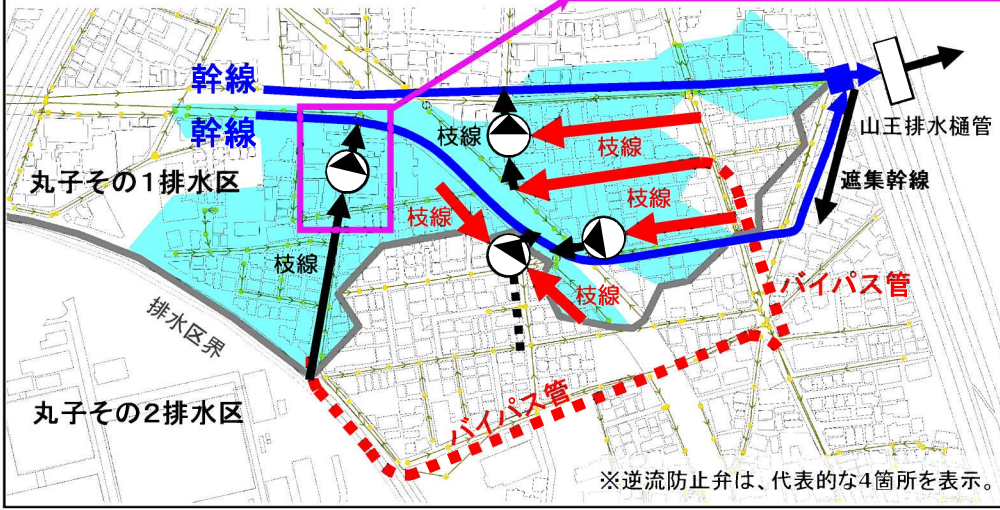 幹線
幹線
山王排水樋管
枝線
枝線
丸子その1排水区
遮集幹線
枝線
枝線
枝線
バイパス管
枝線
排水区界
バイパス管
丸子その2排水区
※逆流防止弁は、代表的な4箇所を表示。